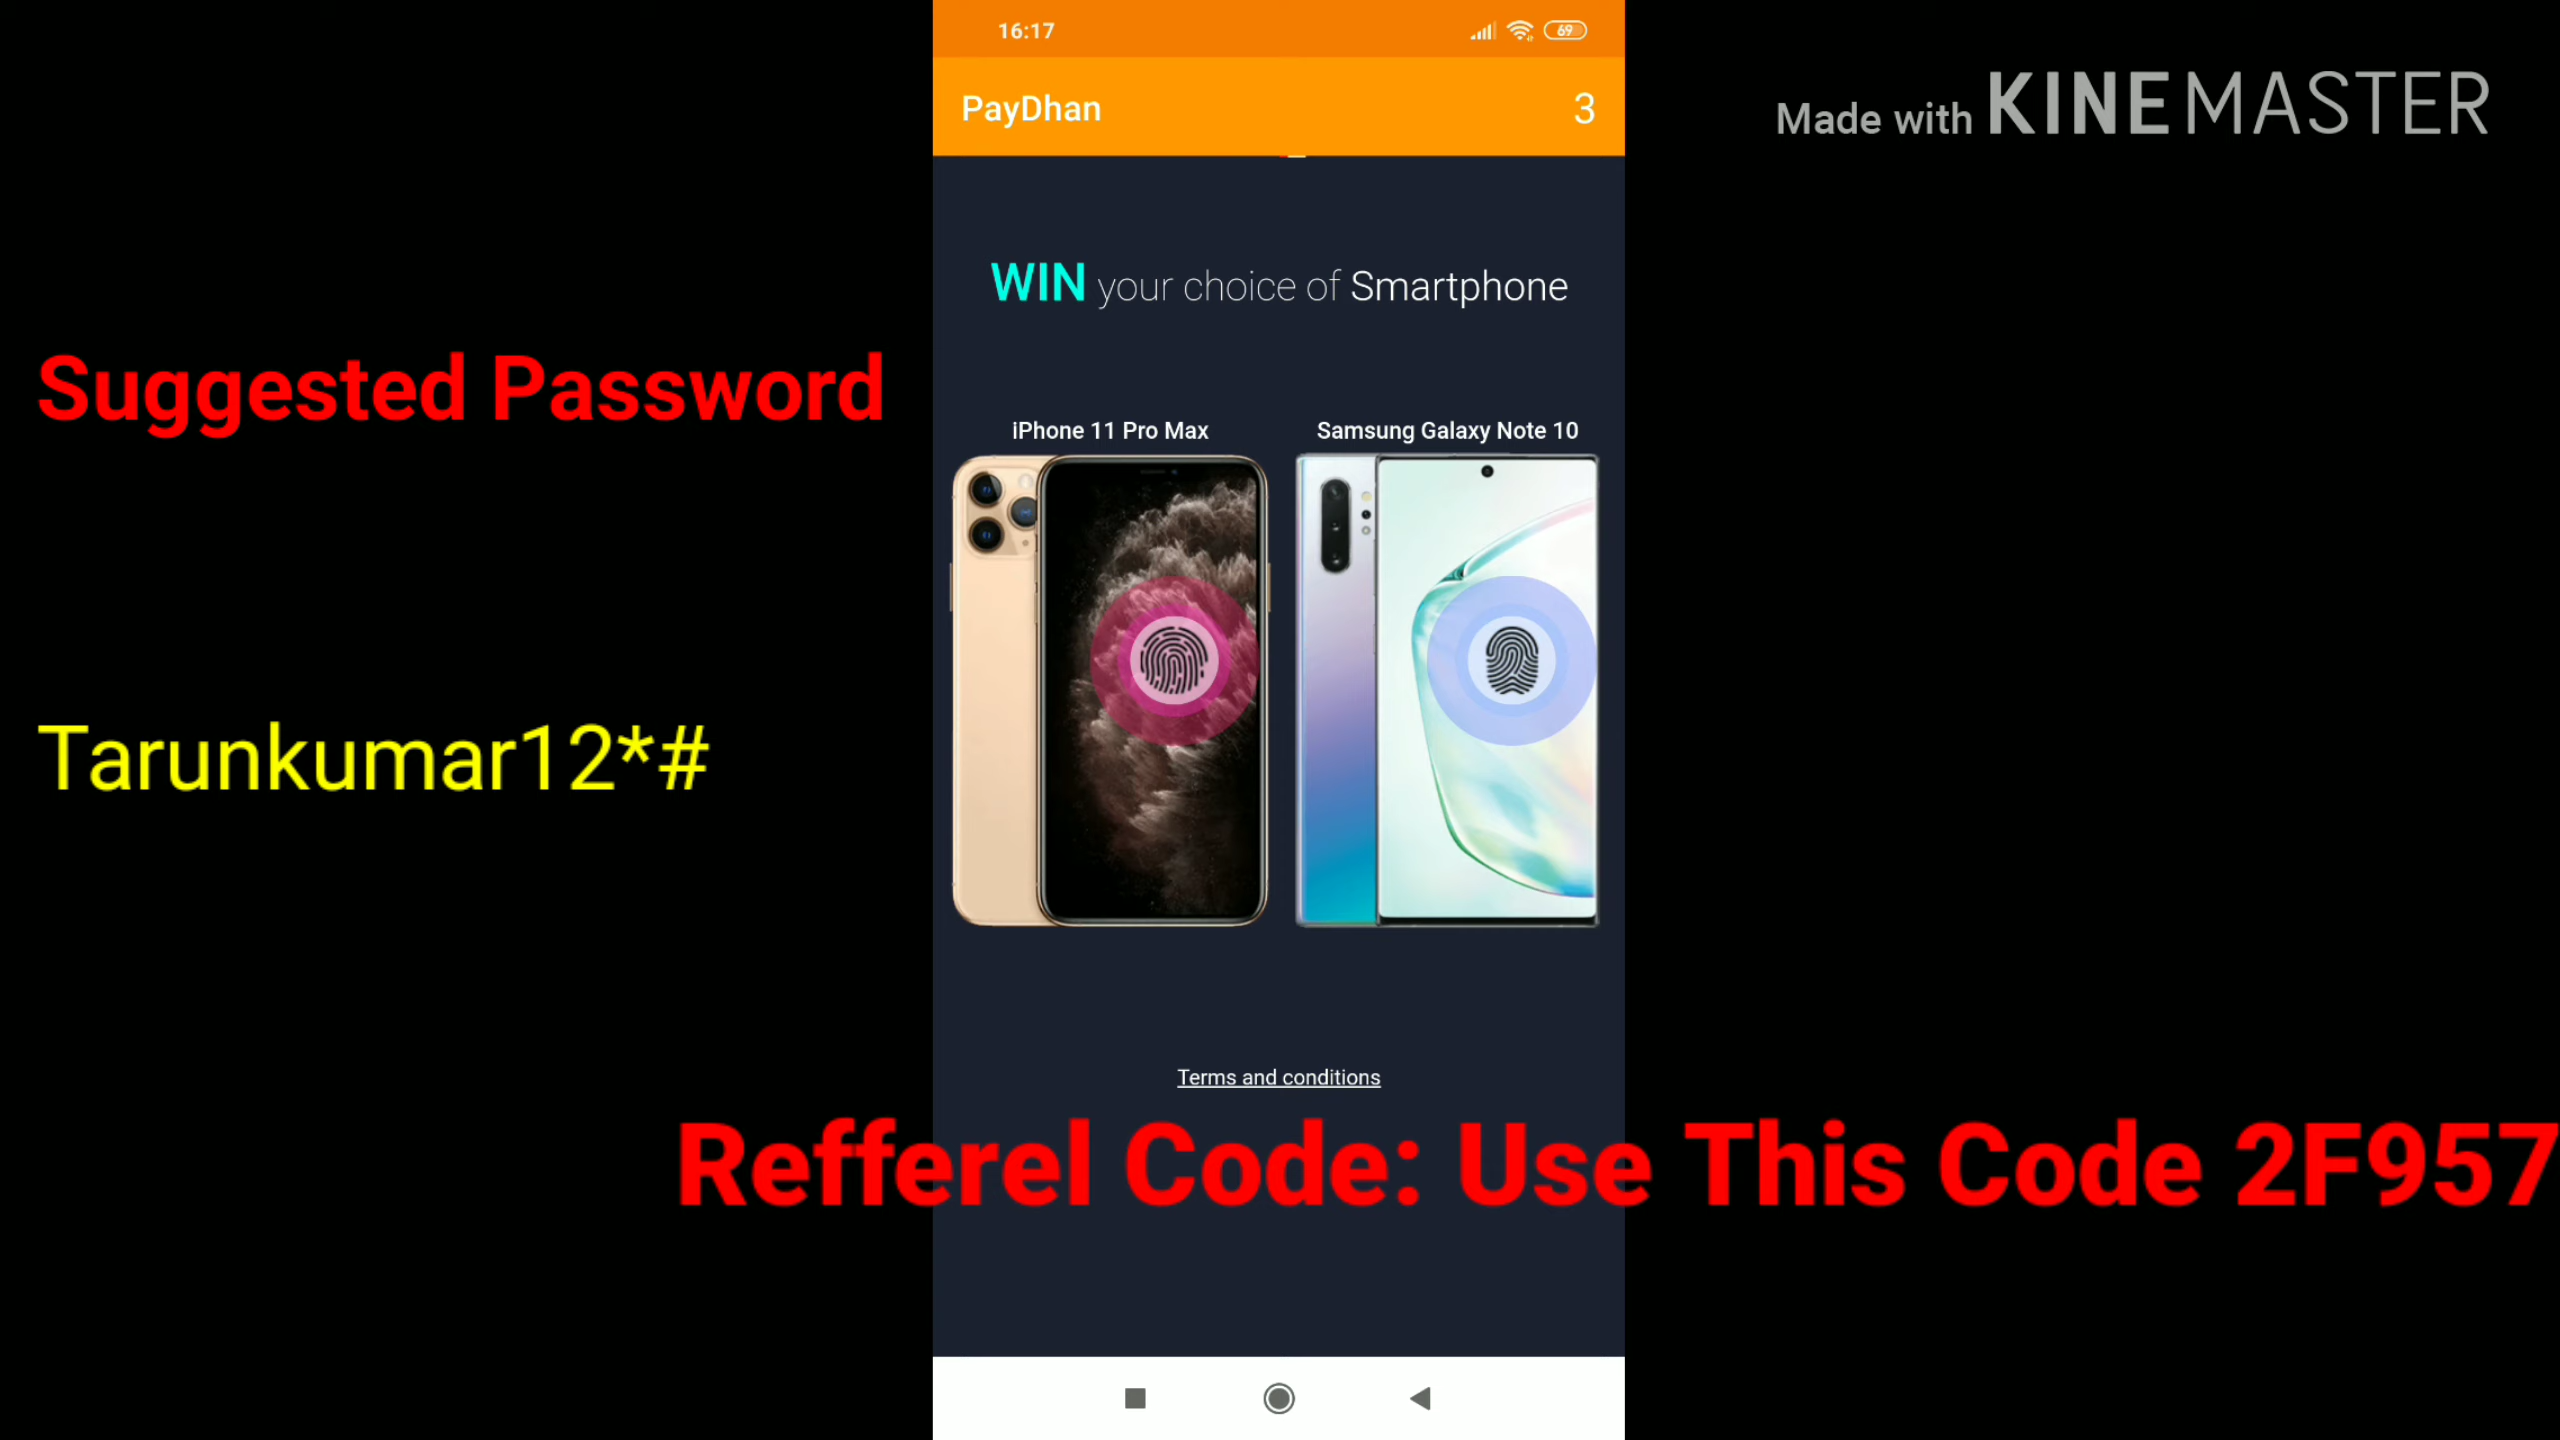 16:17
69
PayDhan
3
Made with KINEMASTER
WIN your choice of Smartphone
Suggested Password
iPhone 11 Pro Max
Samsung Galaxy Note 10
Tarunkumar12*#
Terms and conditions
Refferel Code: Use This Code 2F957